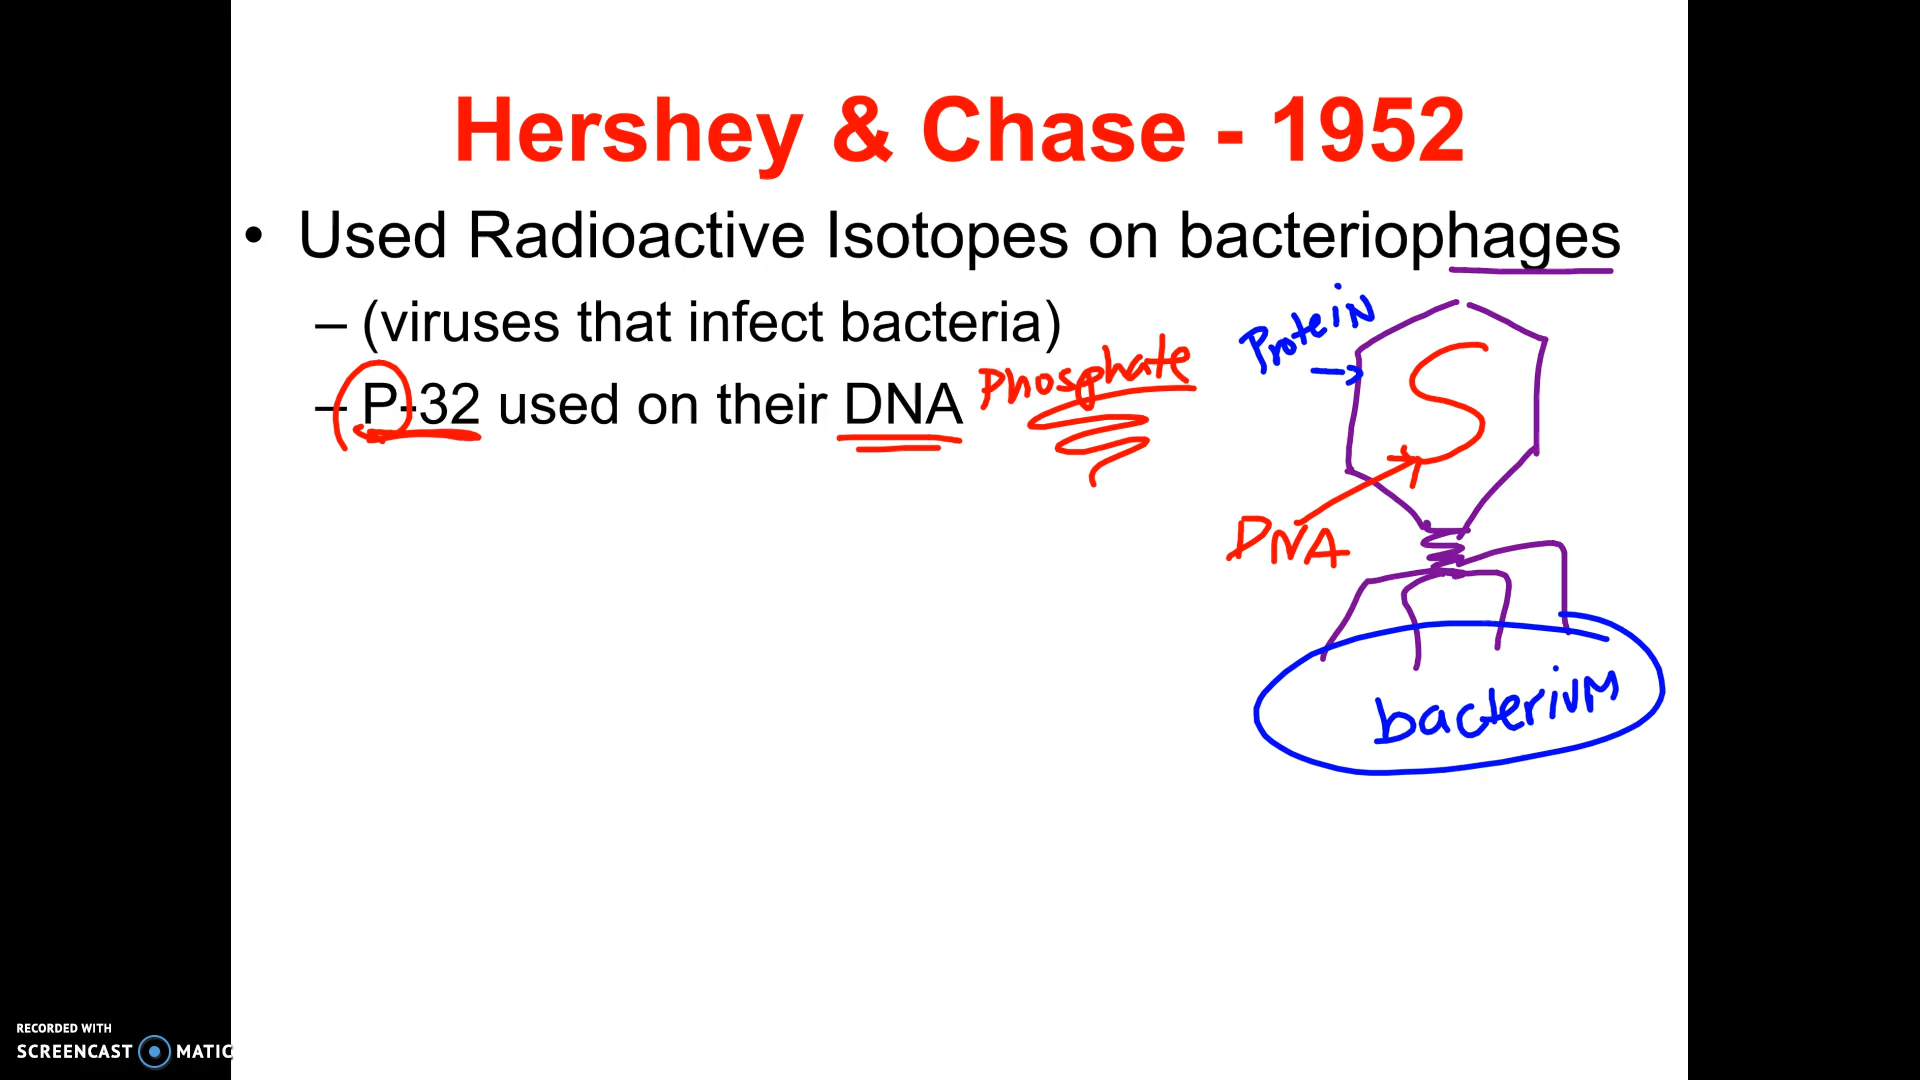 Hershey & Chase - 1952
• Used Radioactive Isotopes on bacteriophages
– (viruses that infect bacteria)
– P-32 used on their DNA
Phosphate
Protein
S
DNA
bacterium
RECORDED WITH
SCREENCAST MATIC